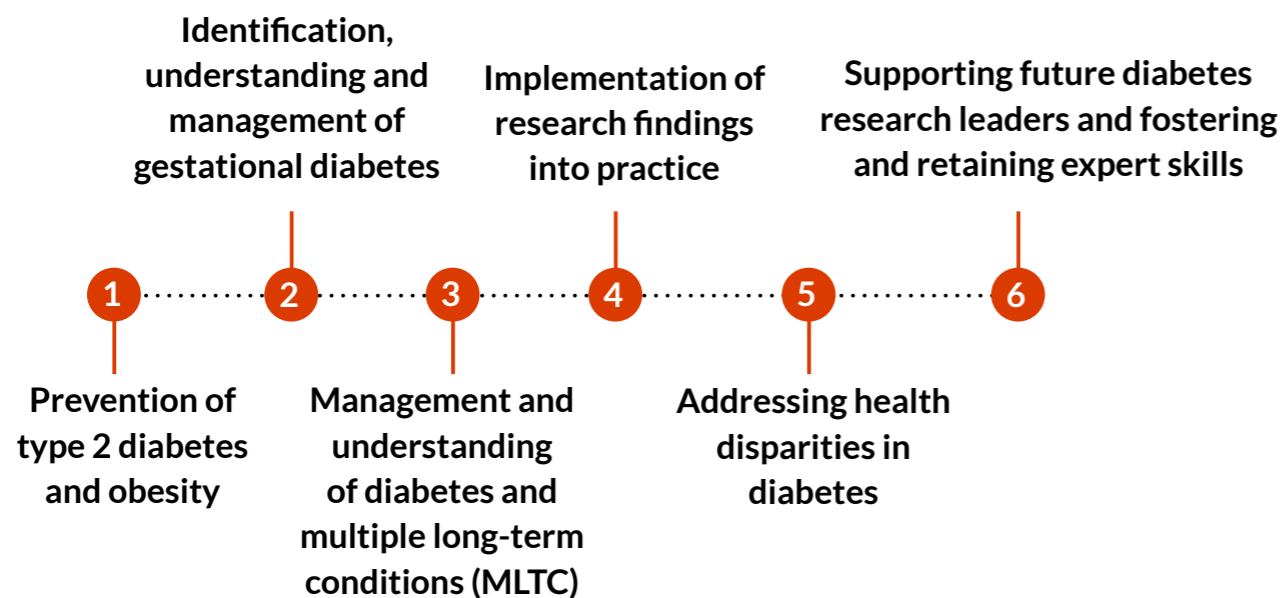 1
Prevention of
type 2 diabetes
and obesity
2
Identification,
understanding and
management of
gestational diabetes
3
Management and
understanding
of diabetes and
multiple long-term
conditions (MLTC)
4
Implementation of
research findings
into practice
5
Addressing health
disparities in
diabetes
6
Supporting future diabetes
research leaders and fostering
and retaining expert skills